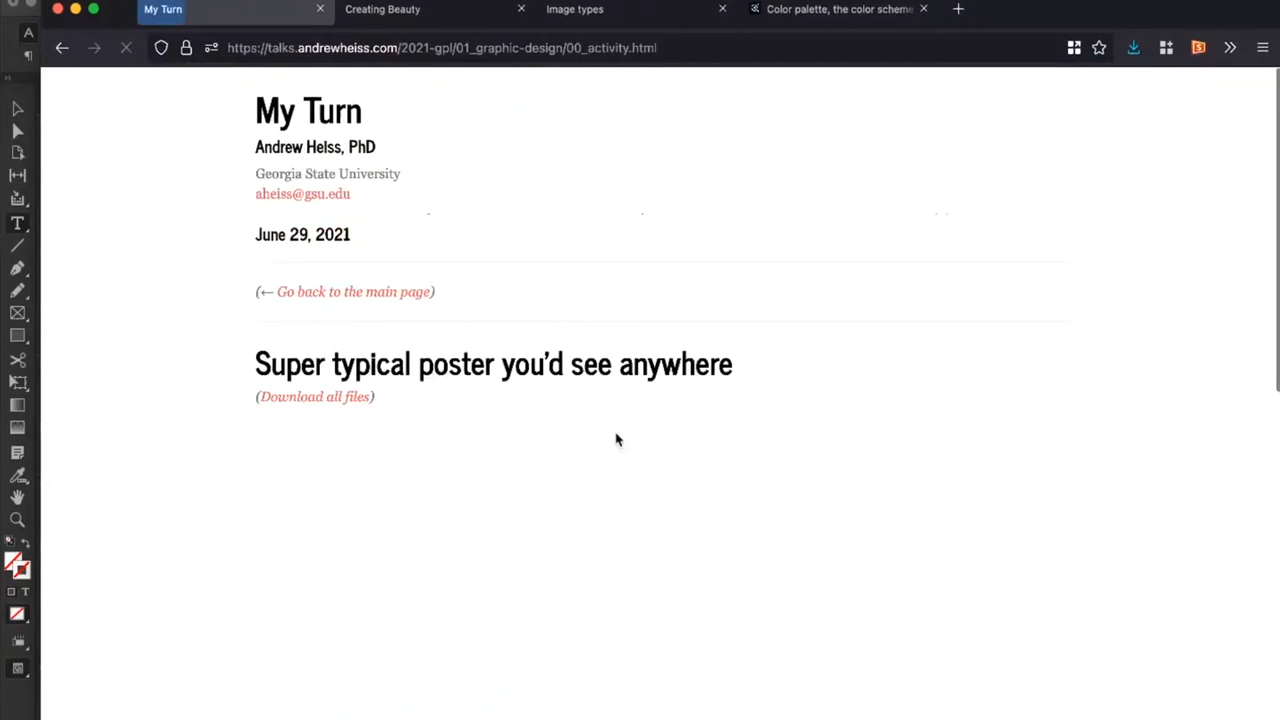 My Turn
Creating Beauty
Image types
Color palette, the color scheme
https://talks.andrewheiss.com/2021-gpl/01_graphic-design/00_activity.html
My Turn
Andrew Heiss, PhD
Georgia State University
aheiss@gsu.edu
June 29, 2021
(← Go back to the main page)
Super typical poster you'd see anywhere
(Download all files)